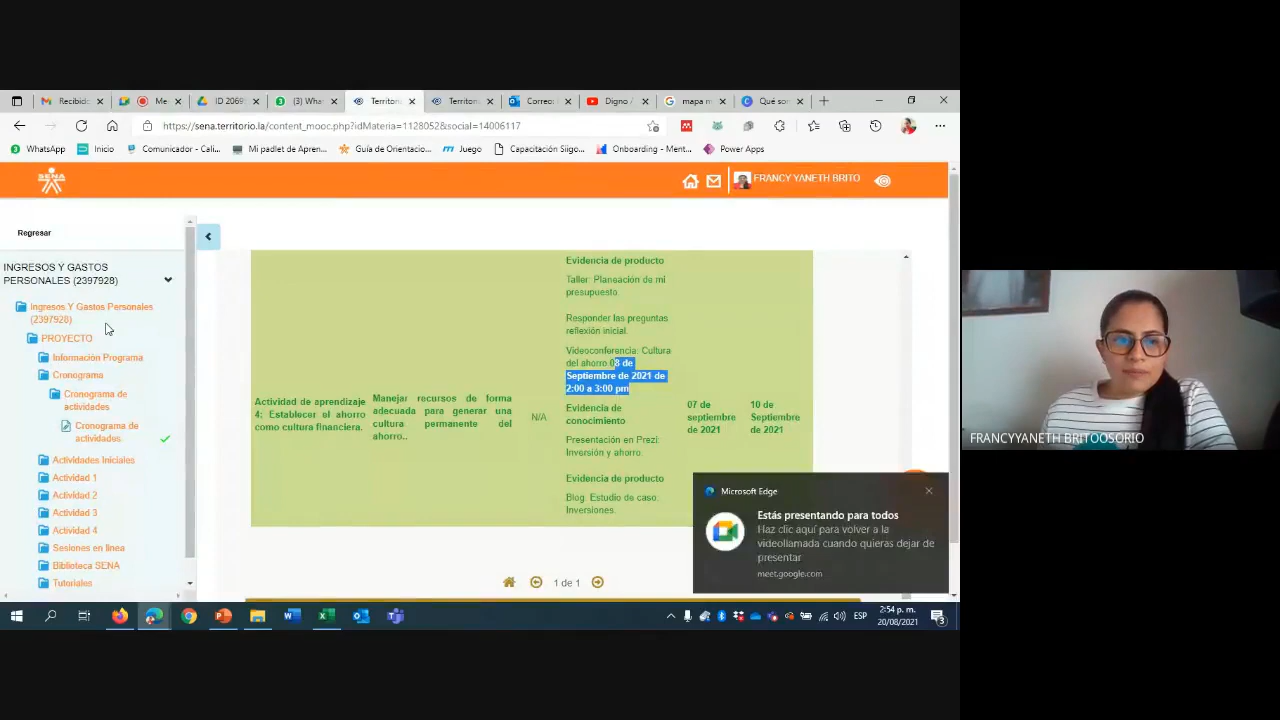 Recibido
Me
ID 2069
(3) What
Territo
Territo
Correo
Digno /
mapa m
Qué so
https://sena.territorio.la/content_mooc.php?idMateria=1128052&social=14006117
WhatsApp
Inicio
Comunicador - Cali...
Mi padlet de Apren...
Guía de Orientacio...
Juego
Capacitación Siigo...
Onboarding - Ment...
Power Apps
SENA
FRANCY YANETH BRITO
Regresar
INGRESOS Y GASTOS
PERSONALES (2397928)
Ingresos Y Gastos Personales
(2397928)
PROYECTO
Información Programa
Cronograma
Cronograma de
actividades
Cronograma de
actividades
Actividades Iniciales
Actividad 1
Actividad 2
Actividad 3
Actividad 4
Sesiones en linea
Biblioteca SENA
Tutoriales
Actividad de aprendizaje
4: Establecer el ahorro
como cultura financiera.
Manejar recursos de forma
adecuada para generar una
cultura permanente del
ahorro..
N/A
Evidencia de producto
Taller: Planeación de mi
presupuesto.
Responder las preguntas
reflexión inicial.
Videoconferencia: Cultura
del ahorro 08 de
Septiembre de 2021 de
2:00 a 3:00 pm
Evidencia de
conocimiento
Presentación en Prezi:
Inversión y ahorro.
Evidencia de producto
Blog Estudio de caso:
Inversiones.
07 de
septiembre
de 2021
10 de
Septiembre
de 2021
1 de 1
Microsoft Edge
Estás presentando para todos
Haz clic aquí para volver a la
videollamada cuando quieras dejar de
presentar
meet.google.com
ESP
2:54 p. m.
20/08/2021
3
FRANCYYANETH BRITOOSORIO